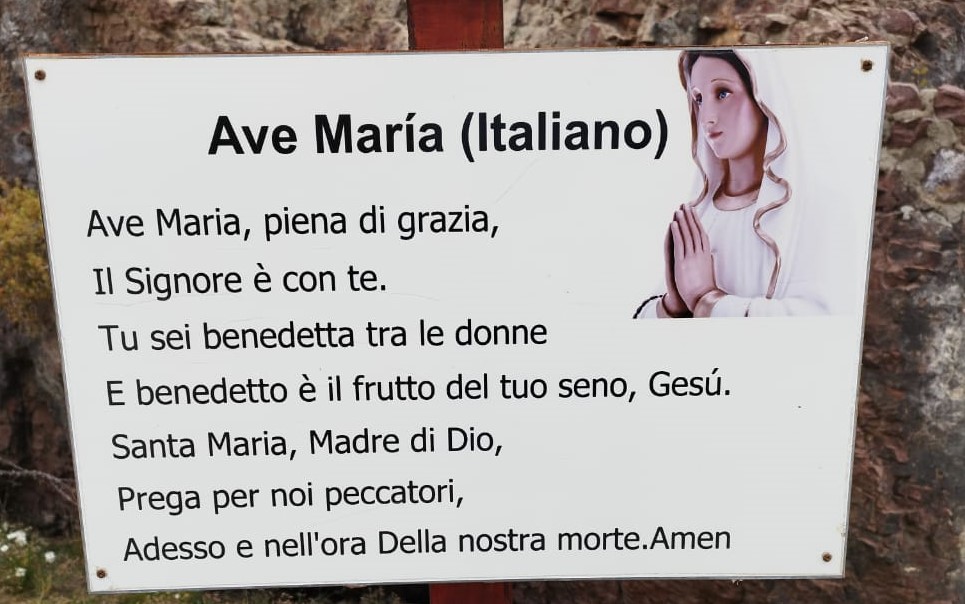 Ave María (Italiano)
Ave Maria, piena di grazia,
Il Signore è con te.
Tu sei benedetta tra le donne
E benedetto è il frutto del tuo seno, Gesú.
Santa Maria, Madre di Dio,
Prega per noi peccatori,
Adesso e nell'ora Della nostra morte.Amen